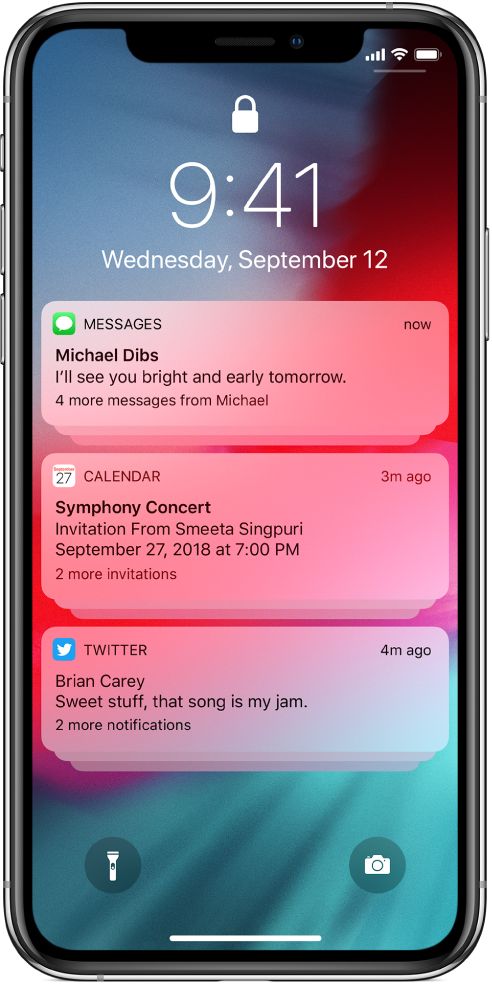 9:41
Wednesday, September 12
MESSAGES now
Michael Dibs
I'll see you bright and early tomorrow.
4 more messages from Michael
September
27
CALENDAR 3m ago
Symphony Concert
Invitation From Smeeta Singpuri
September 27, 2018 at 7:00 PM
2 more invitations
TWITTER 4m ago
Brian Carey
Sweet stuff, that song is my jam.
2 more notifications